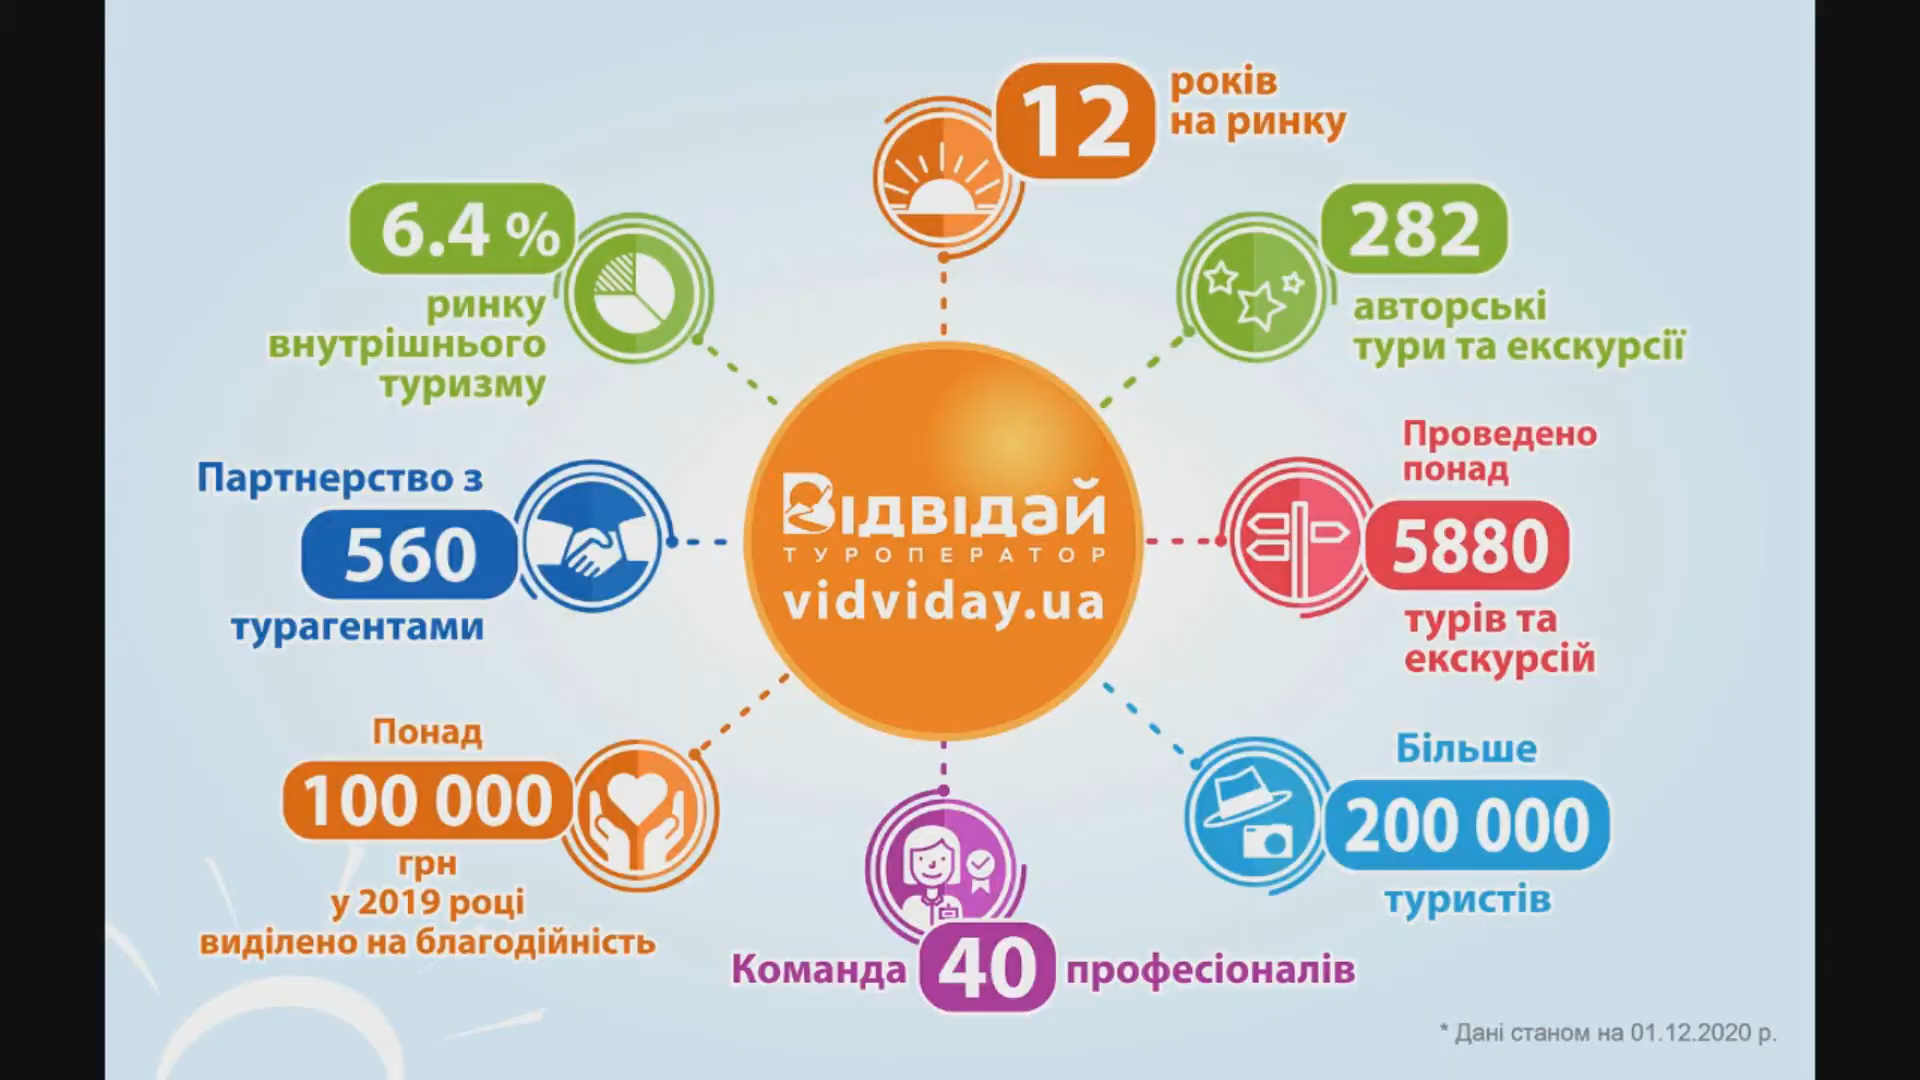 12
років
на ринку
6.4 %
ринку
внутрішнього
туризму
282
авторські
тури та екскурсії
Партнерство з
560
турагентами
Відвідай
ТУРОПЕРАТОР
vidviday.ua
Проведено
понад
5880
турів та
екскурсій
Понад
100 000
грн
у 2019 році
виділено на благодійність
Більше
200 000
туристів
Команда 40 професіоналів
* Дані станом на 01.12.2020 р.